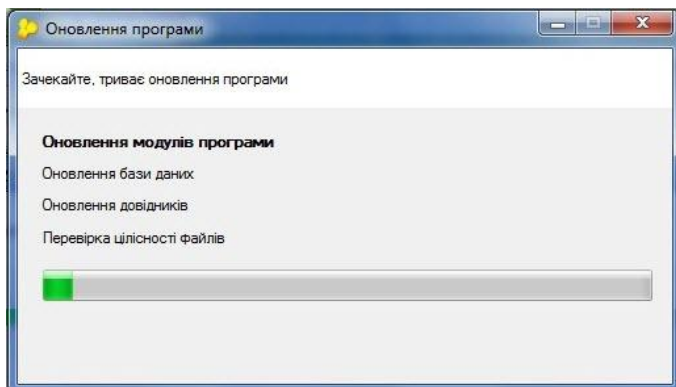 Оновлення програми
Зачекайте, триває оновлення програми
Оновлення модулів програми
Оновлення бази даних
Оновлення довідників
Перевірка цілісності файлів